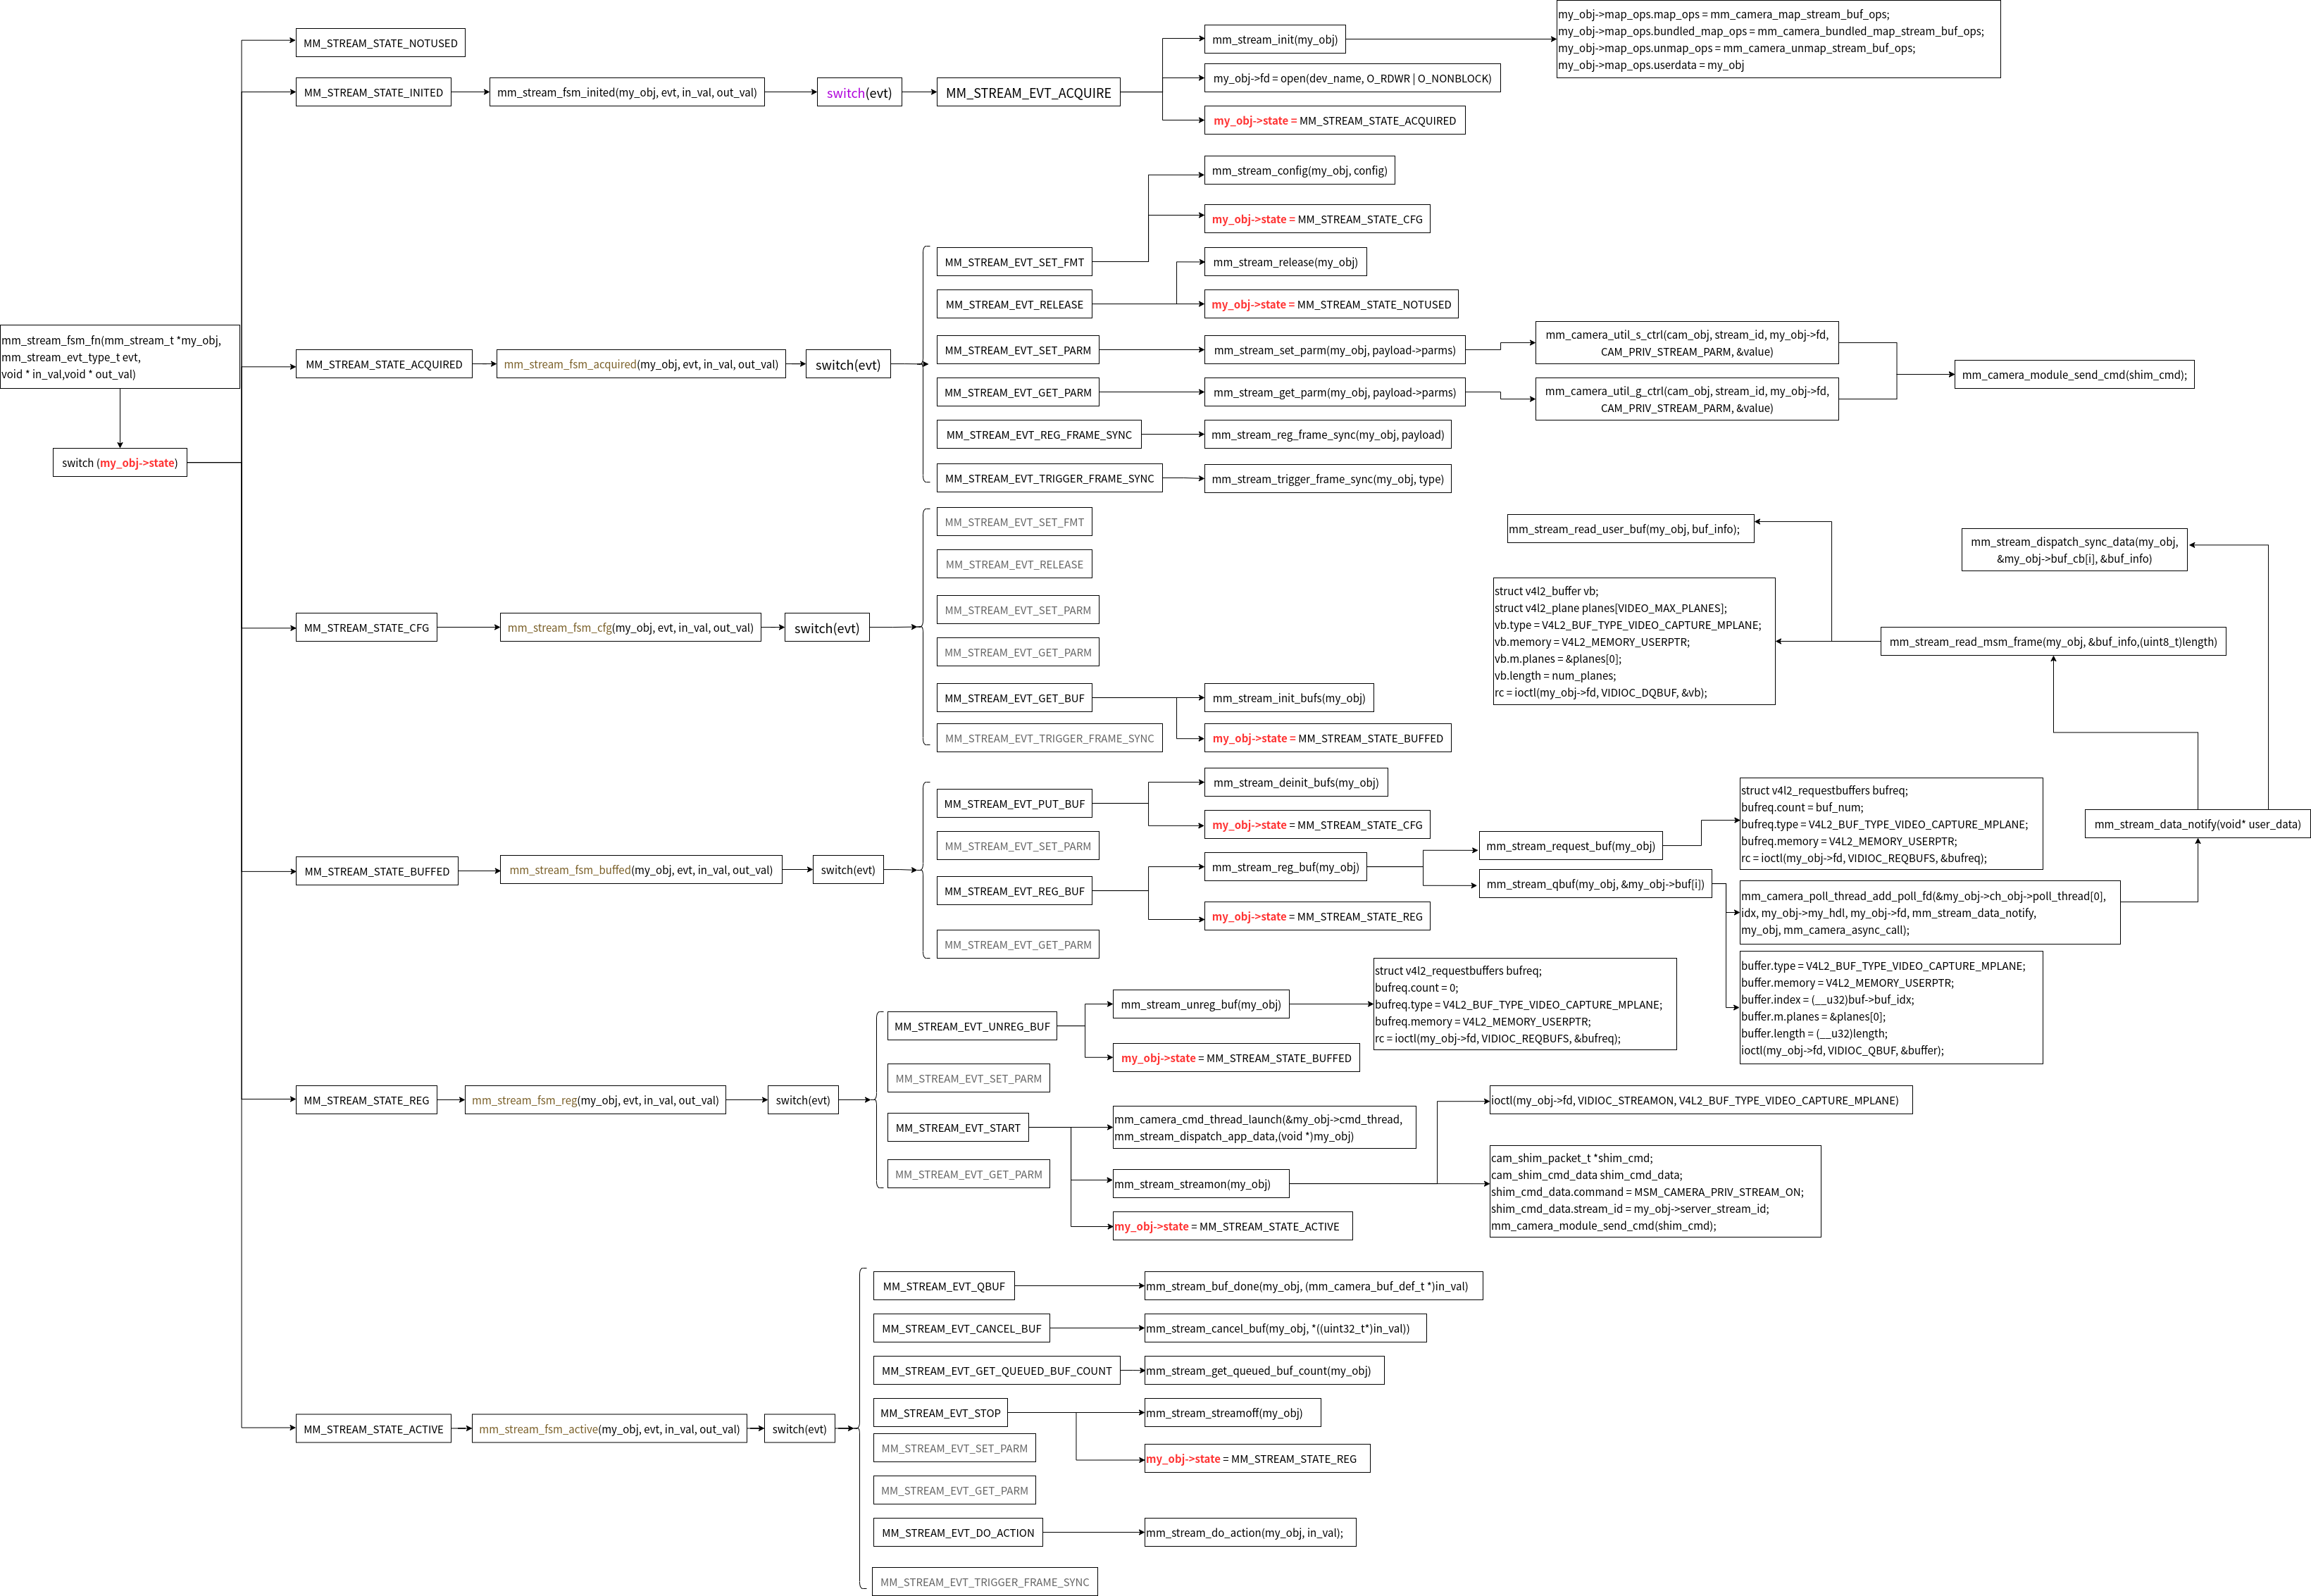 mm_stream_fsm_fn(mm_stream_t *my_obj,
mm_stream_evt_type_t evt,
void * in_val,void * out_val)
switch (my_obj->state)
MM_STREAM_STATE_NOTUSED
MM_STREAM_STATE_INITED
mm_stream_fsm_inited(my_obj, evt, in_val, out_val)
switch(evt)
MM_STREAM_EVT_ACQUIRE
mm_stream_init(my_obj)
my_obj->map_ops.map_ops = mm_camera_map_stream_buf_ops;
my_obj->map_ops.bundled_map_ops = mm_camera_bundled_map_stream_buf_ops;
my_obj->map_ops.unmap_ops = mm_camera_unmap_stream_buf_ops;
my_obj->map_ops.userdata = my_obj
my_obj->fd = open(dev_name, O_RDWR | O_NONBLOCK)
my_obj->state = MM_STREAM_STATE_ACQUIRED
MM_STREAM_STATE_ACQUIRED
mm_stream_fsm_acquired(my_obj, evt, in_val, out_val)
switch(evt)
MM_STREAM_EVT_SET_FMT
mm_stream_config(my_obj, config)
my_obj->state = MM_STREAM_STATE_CFG
MM_STREAM_EVT_RELEASE
mm_stream_release(my_obj)
my_obj->state = MM_STREAM_STATE_NOTUSED
MM_STREAM_EVT_SET_PARM
mm_stream_set_parm(my_obj, payload->parms)
mm_camera_util_s_ctrl(cam_obj, stream_id, my_obj->fd,
CAM_PRIV_STREAM_PARM, &value)
MM_STREAM_EVT_GET_PARM
mm_stream_get_parm(my_obj, payload->parms)
mm_camera_util_g_ctrl(cam_obj, stream_id, my_obj->fd,
CAM_PRIV_STREAM_PARM, &value)
mm_camera_module_send_cmd(shim_cmd);
MM_STREAM_EVT_REG_FRAME_SYNC
mm_stream_reg_frame_sync(my_obj, payload)
MM_STREAM_EVT_TRIGGER_FRAME_SYNC
mm_stream_trigger_frame_sync(my_obj, type)
MM_STREAM_STATE_CFG
mm_stream_fsm_cfg(my_obj, evt, in_val, out_val)
switch(evt)
MM_STREAM_EVT_SET_FMT
MM_STREAM_EVT_RELEASE
MM_STREAM_EVT_SET_PARM
MM_STREAM_EVT_GET_PARM
MM_STREAM_EVT_GET_BUF
mm_stream_init_bufs(my_obj)
my_obj->state = MM_STREAM_STATE_BUFFED
MM_STREAM_EVT_TRIGGER_FRAME_SYNC
mm_stream_read_user_buf(my_obj, buf_info);
mm_stream_dispatch_sync_data(my_obj,
&my_obj->buf_cb[i], &buf_info)
struct v4l2_buffer vb;
struct v4l2_plane planes[VIDEO_MAX_PLANES];
vb.type = V4L2_BUF_TYPE_VIDEO_CAPTURE_MPLANE;
vb.memory = V4L2_MEMORY_USERPTR;
vb.m.planes = &planes[0];
vb.length = num_planes;
rc = ioctl(my_obj->fd, VIDIOC_DQBUF, &vb);
mm_stream_read_msm_frame(my_obj, &buf_info,(uint8_t)length)
mm_stream_data_notify(void* user_data)
MM_STREAM_STATE_BUFFED
mm_stream_fsm_buffed(my_obj, evt, in_val, out_val)
switch(evt)
MM_STREAM_EVT_PUT_BUF
mm_stream_deinit_bufs(my_obj)
my_obj->state = MM_STREAM_STATE_CFG
MM_STREAM_EVT_SET_PARM
MM_STREAM_EVT_REG_BUF
mm_stream_reg_buf(my_obj)
my_obj->state = MM_STREAM_STATE_REG
MM_STREAM_EVT_GET_PARM
mm_stream_request_buf(my_obj)
struct v4l2_requestbuffers bufreq;
bufreq.count = buf_num;
bufreq.type = V4L2_BUF_TYPE_VIDEO_CAPTURE_MPLANE;
bufreq.memory = V4L2_MEMORY_USERPTR;
rc = ioctl(my_obj->fd, VIDIOC_REQBUFS, &bufreq);
mm_stream_qbuf(my_obj, &my_obj->buf[i])
mm_camera_poll_thread_add_poll_fd(&my_obj->ch_obj->poll_thread[0],
idx, my_obj->my_hdl, my_obj->fd, mm_stream_data_notify,
my_obj, mm_camera_async_call);
buffer.type = V4L2_BUF_TYPE_VIDEO_CAPTURE_MPLANE;
buffer.memory = V4L2_MEMORY_USERPTR;
buffer.index = (__u32)buf->buf_idx;
buffer.m.planes = &planes[0];
buffer.length = (__u32)length;
ioctl(my_obj->fd, VIDIOC_QBUF, &buffer);
MM_STREAM_STATE_REG
mm_stream_fsm_reg(my_obj, evt, in_val, out_val)
switch(evt)
MM_STREAM_EVT_UNREG_BUF
mm_stream_unreg_buf(my_obj)
struct v4l2_requestbuffers bufreq;
bufreq.count = 0;
bufreq.type = V4L2_BUF_TYPE_VIDEO_CAPTURE_MPLANE;
bufreq.memory = V4L2_MEMORY_USERPTR;
rc = ioctl(my_obj->fd, VIDIOC_REQBUFS, &bufreq);
my_obj->state = MM_STREAM_STATE_BUFFED
MM_STREAM_EVT_SET_PARM
MM_STREAM_EVT_START
mm_camera_cmd_thread_launch(&my_obj->cmd_thread,
mm_stream_dispatch_app_data,(void *)my_obj)
mm_stream_streamon(my_obj)
my_obj->state = MM_STREAM_STATE_ACTIVE
MM_STREAM_EVT_GET_PARM
ioctl(my_obj->fd, VIDIOC_STREAMON, V4L2_BUF_TYPE_VIDEO_CAPTURE_MPLANE)
cam_shim_packet_t *shim_cmd;
cam_shim_cmd_data shim_cmd_data;
shim_cmd_data.command = MSM_CAMERA_PRIV_STREAM_ON;
shim_cmd_data.stream_id = my_obj->server_stream_id;
mm_camera_module_send_cmd(shim_cmd);
MM_STREAM_STATE_ACTIVE
mm_stream_fsm_active(my_obj, evt, in_val, out_val)
switch(evt)
MM_STREAM_EVT_QBUF
mm_stream_buf_done(my_obj, (mm_camera_buf_def_t *)in_val)
MM_STREAM_EVT_CANCEL_BUF
mm_stream_cancel_buf(my_obj, *((uint32_t*)in_val))
MM_STREAM_EVT_GET_QUEUED_BUF_COUNT
mm_stream_get_queued_buf_count(my_obj)
MM_STREAM_EVT_STOP
mm_stream_streamoff(my_obj)
my_obj->state = MM_STREAM_STATE_REG
MM_STREAM_EVT_SET_PARM
MM_STREAM_EVT_GET_PARM
MM_STREAM_EVT_DO_ACTION
mm_stream_do_action(my_obj, in_val);
MM_STREAM_EVT_TRIGGER_FRAME_SYNC